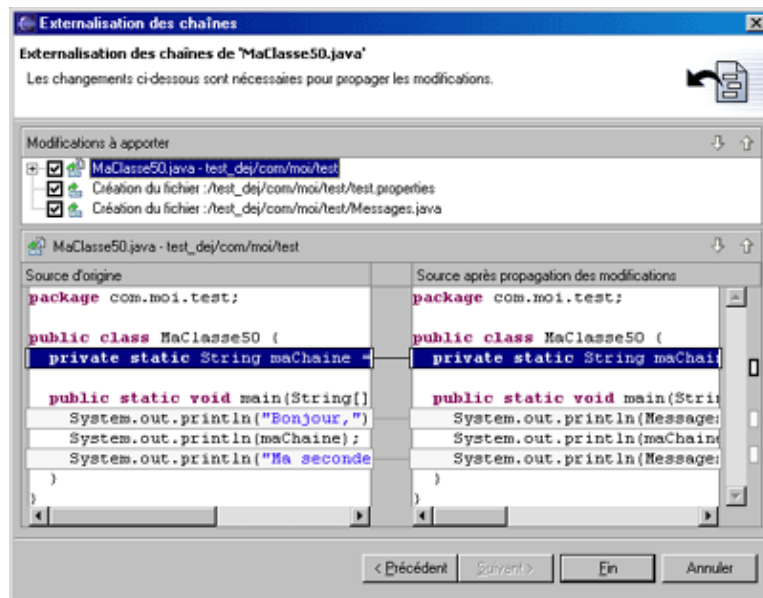 Externalisation des chaînes
Externalisation des chaînes de 'MaClasse50.java'
Les changements ci-dessous sont nécessaires pour propager les modifications.
Modifications à apporter
MaClasse50.java - test_dej/com/moi/test
Création du fichier :/test_dej/com/moi/test/test.properties
Création du fichier :/test_dej/com/moi/test/Messages.java
MaClasse50.java - test_dej/com/moi/test
Source d'origine
package com.moi.test;
public class MaClasse50 {
private static String maChaine =
public static void main(String[]
System.out.println("Bonjour,")
System.out.println(maChaine);
System.out.println("Ma seconde
}
}
Source après propagation des modifications
package com.moi.test;
public class MaClasse50 {
private static String maChai
public static void main(Stri
System.out.println(Message
System.out.println(maChain
System.out.println(Message
}
}
< Précédent
Suivant >
Fin
Annuler